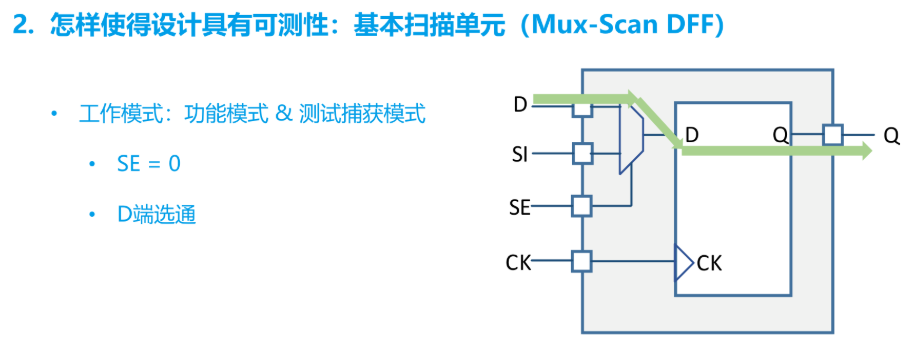 2. 怎样使得设计具有可测性：基本扫描单元（Mux-Scan DFF）
• 工作模式：功能模式 & 测试捕获模式
• SE = 0
• D端选通
D
SI
SE
CK
D
Q
CK
Q